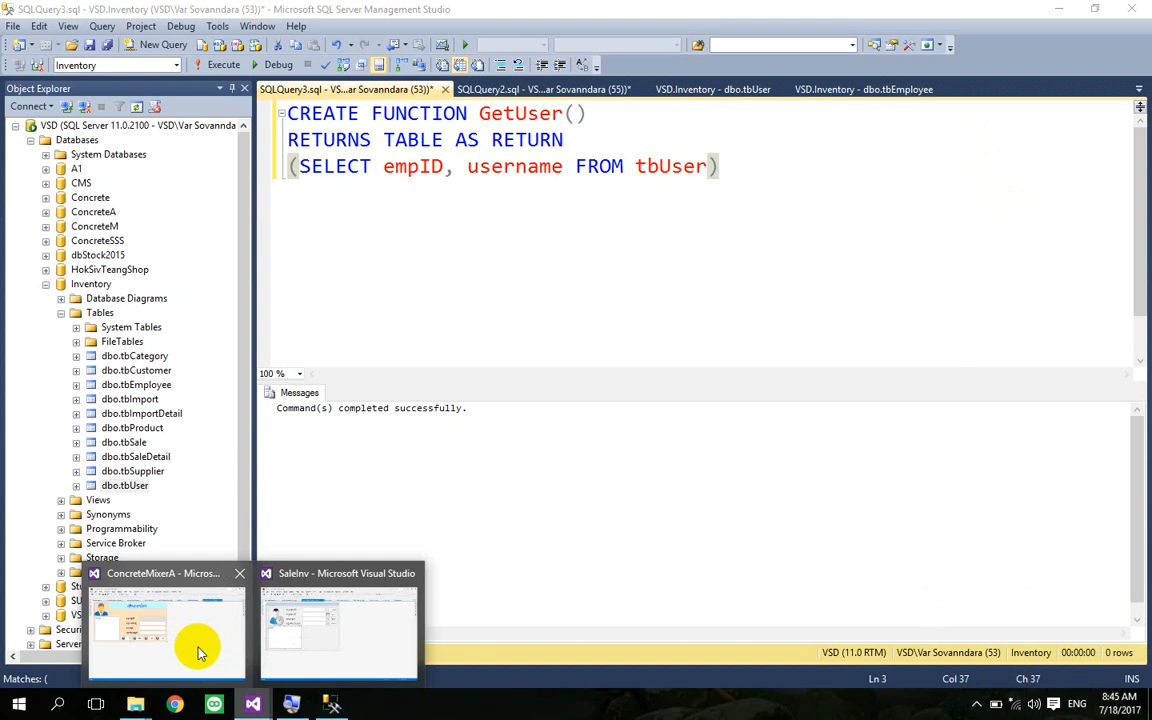 SQLQuery3.sql - VSD.Inventory (VSD\Var Sovanndara (53))* - Microsoft SQL Server Management Studio
File Edit View Query Project Debug Tools Window Help
New Query
Inventory Execute Debug
Object Explorer
SQLQuery3.sql - VS...ar Sovanndara (53))* SQLQuery2.sql - VS...ar Sovanndara (55))* VSD.Inventory - dbo.tbUser VSD.Inventory - dbo.tbEmployee
Connect
VSD (SQL Server 11.0.2100 - VSD\Var Sovannda
Databases
System Databases
A1
CMS
Concrete
ConcreteA
ConcreteM
ConcreteSSS
dbStock2015
HokSivTeangShop
Inventory
Database Diagrams
Tables
System Tables
FileTables
dbo.tbCategory
dbo.tbCustomer
dbo.tbEmployee
dbo.tbImport
dbo.tbImportDetail
dbo.tbProduct
dbo.tbSale
dbo.tbSaleDetail
dbo.tbSupplier
dbo.tbUser
Views
Synonyms
Programmability
Service Broker
Storage
CREATE FUNCTION GetUser()
RETURNS TABLE AS RETURN
(SELECT empID, username FROM tbUser)
100 %
Messages
Command(s) completed successfully.
ConcreteMixerA - Micros... SaleInv - Microsoft Visual Studio
VSD (11.0 RTM) VSD\Var Sovanndara (53) Inventory 00:00:00 0 rows
Matches: ( Ln 3 Col 37 Ch 37 INS
ENG 8:45 AM
7/18/2017